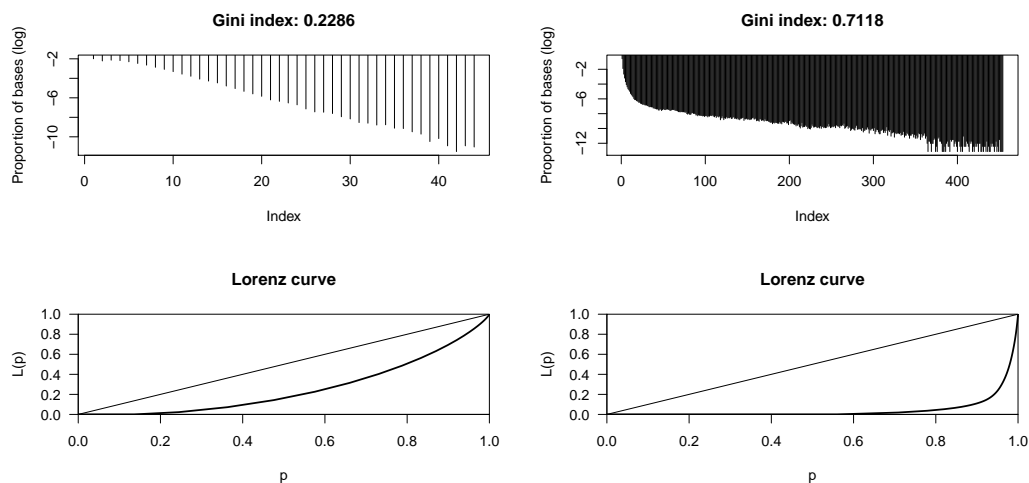 Gini index: 0.2286
Proportion of bases (log)
−2
−6
−10
0 10 20 30 40
Index
Gini index: 0.7118
Proportion of bases (log)
−2
−6
−12
0 100 200 300 400
Index
Lorenz curve
L(p)
1.0
0.8
0.6
0.4
0.2
0.0
0.0 0.2 0.4 0.6 0.8 1.0
p
Lorenz curve
L(p)
1.0
0.8
0.6
0.4
0.2
0.0
0.0 0.2 0.4 0.6 0.8 1.0
p